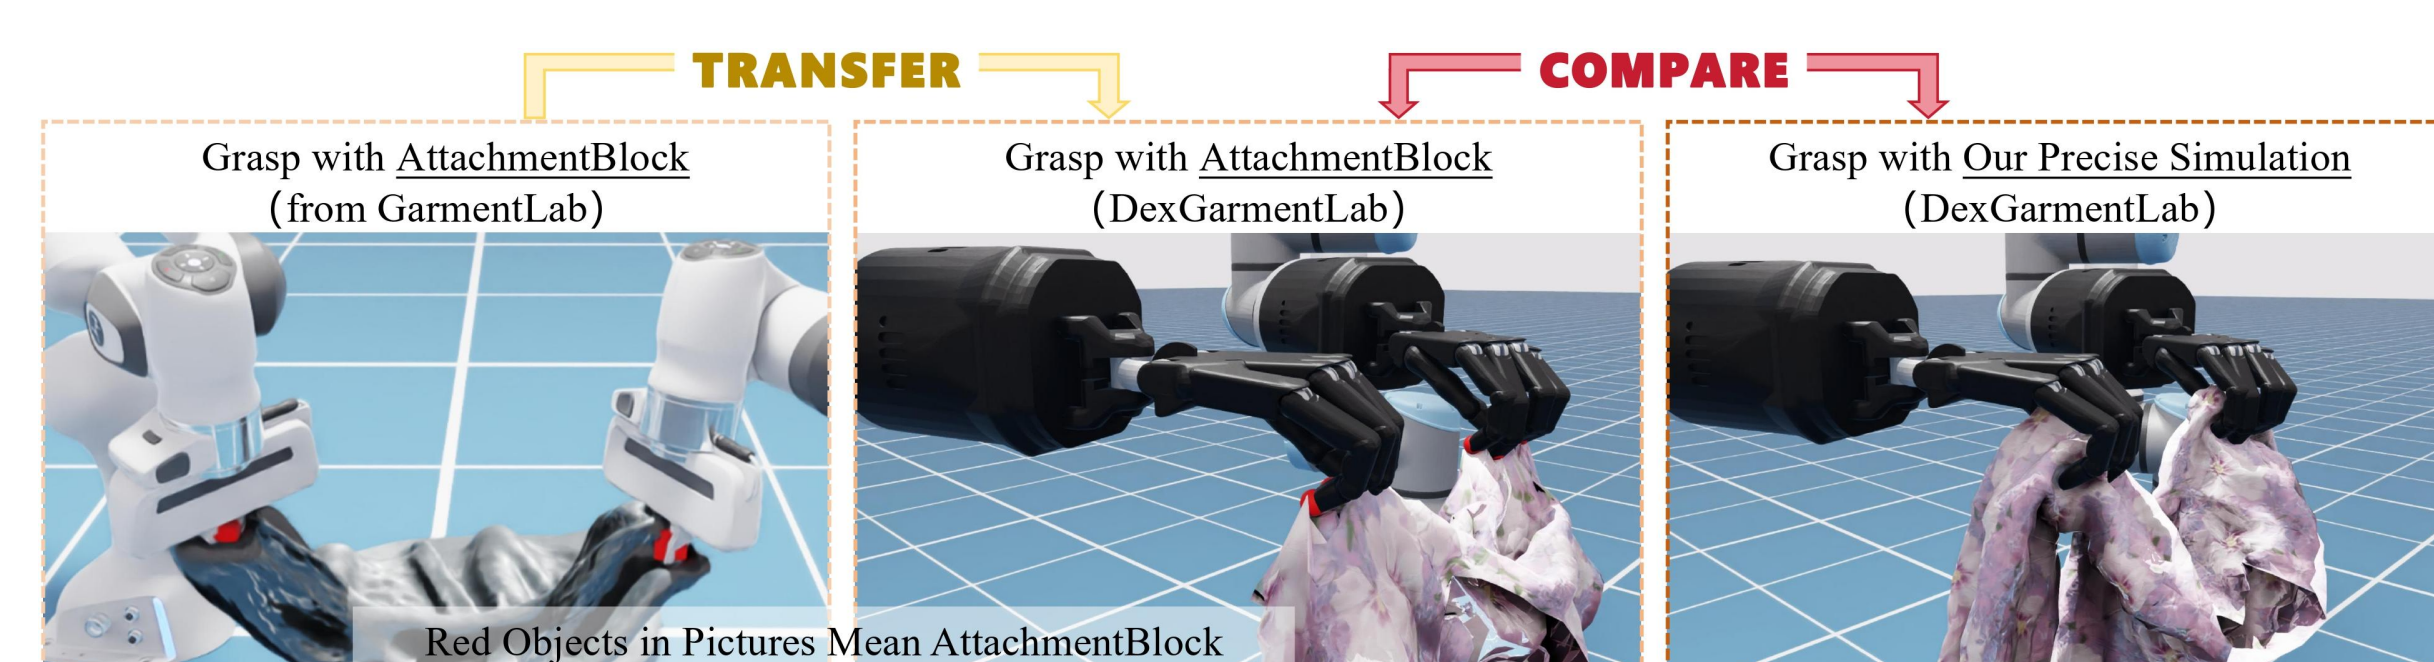 TRANSFER
COMPARE
Grasp with AttachmentBlock
(from GarmentLab)
Grasp with AttachmentBlock
(DexGarmentLab)
Grasp with Our Precise Simulation
(DexGarmentLab)
Red Objects in Pictures Mean AttachmentBlock